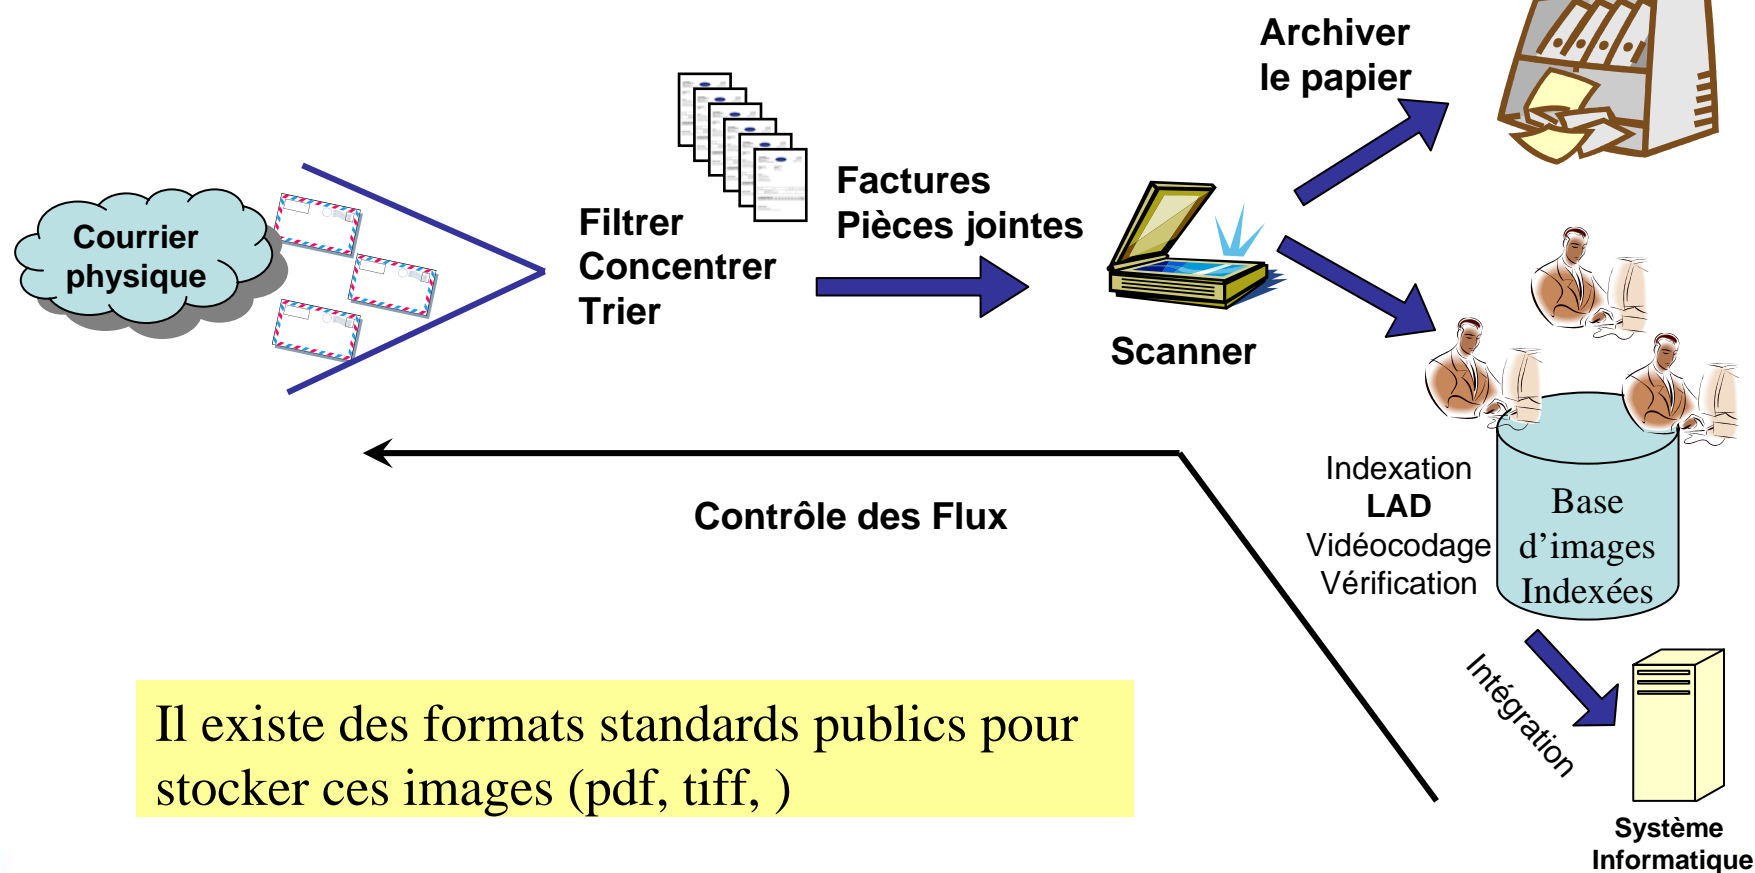 Archiver
le papier
Courrier
physique
Filtrer
Concentrer
Trier
Factures
Pièces jointes
Scanner
Contrôle des Flux
Indexation
LAD
Vidéocodage
Vérification
Base
d’images
Indexées
Intégration
Système
Informatique
Il existe des formats standards publics pour
stocker ces images (pdf, tiff, )